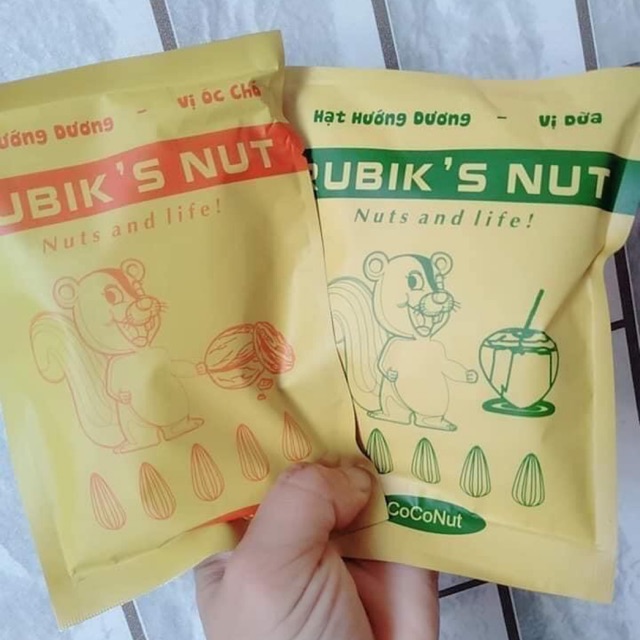 ướng Dương - Vị Óc Chó
UBIK'S NUT
Nuts and life!
Hạt Hướng Dương - Vị Dừa
RUBIK'S NUT
Nuts and life!
CoCoNut